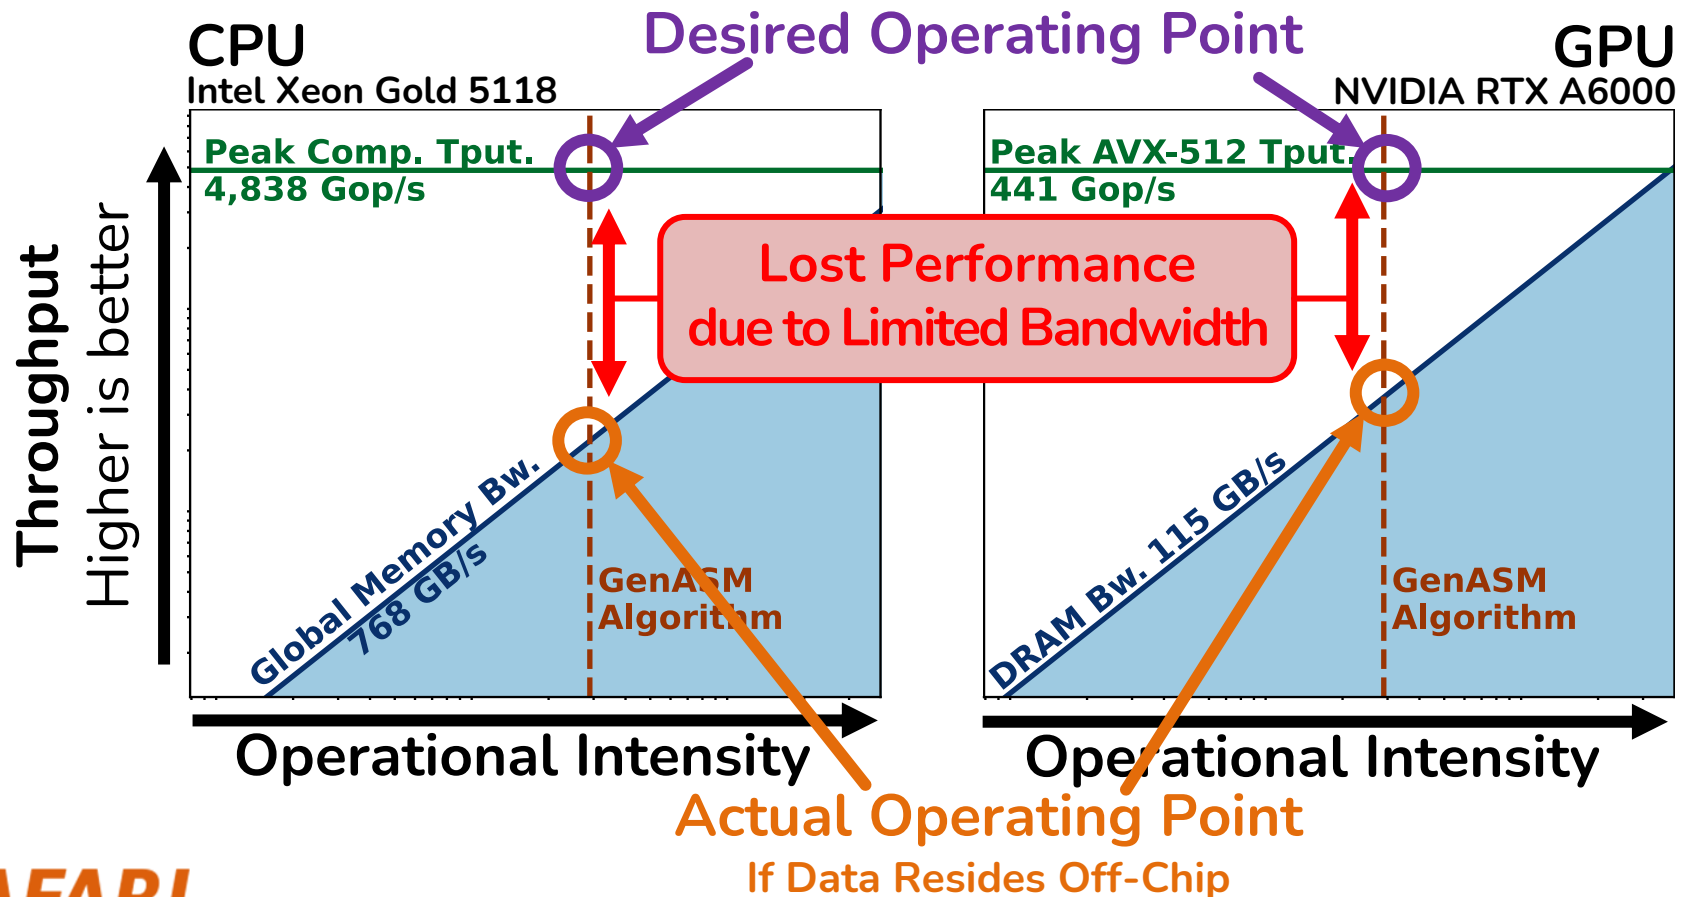 Desired Operating Point
CPU
Intel Xeon Gold 5118
GPU
NVIDIA RTX A6000
Throughput
Higher is better
Peak Comp. Tput.
4,838 Gop/s
Global Memory Bw.
768 GB/s
GenASM
Algorithm
Operational Intensity
Lost Performance
due to Limited Bandwidth
Peak AVX-512 Tput.
441 Gop/s
DRAM Bw. 115 GB/s
GenASM
Algorithm
Operational Intensity
Actual Operating Point
If Data Resides Off-Chip